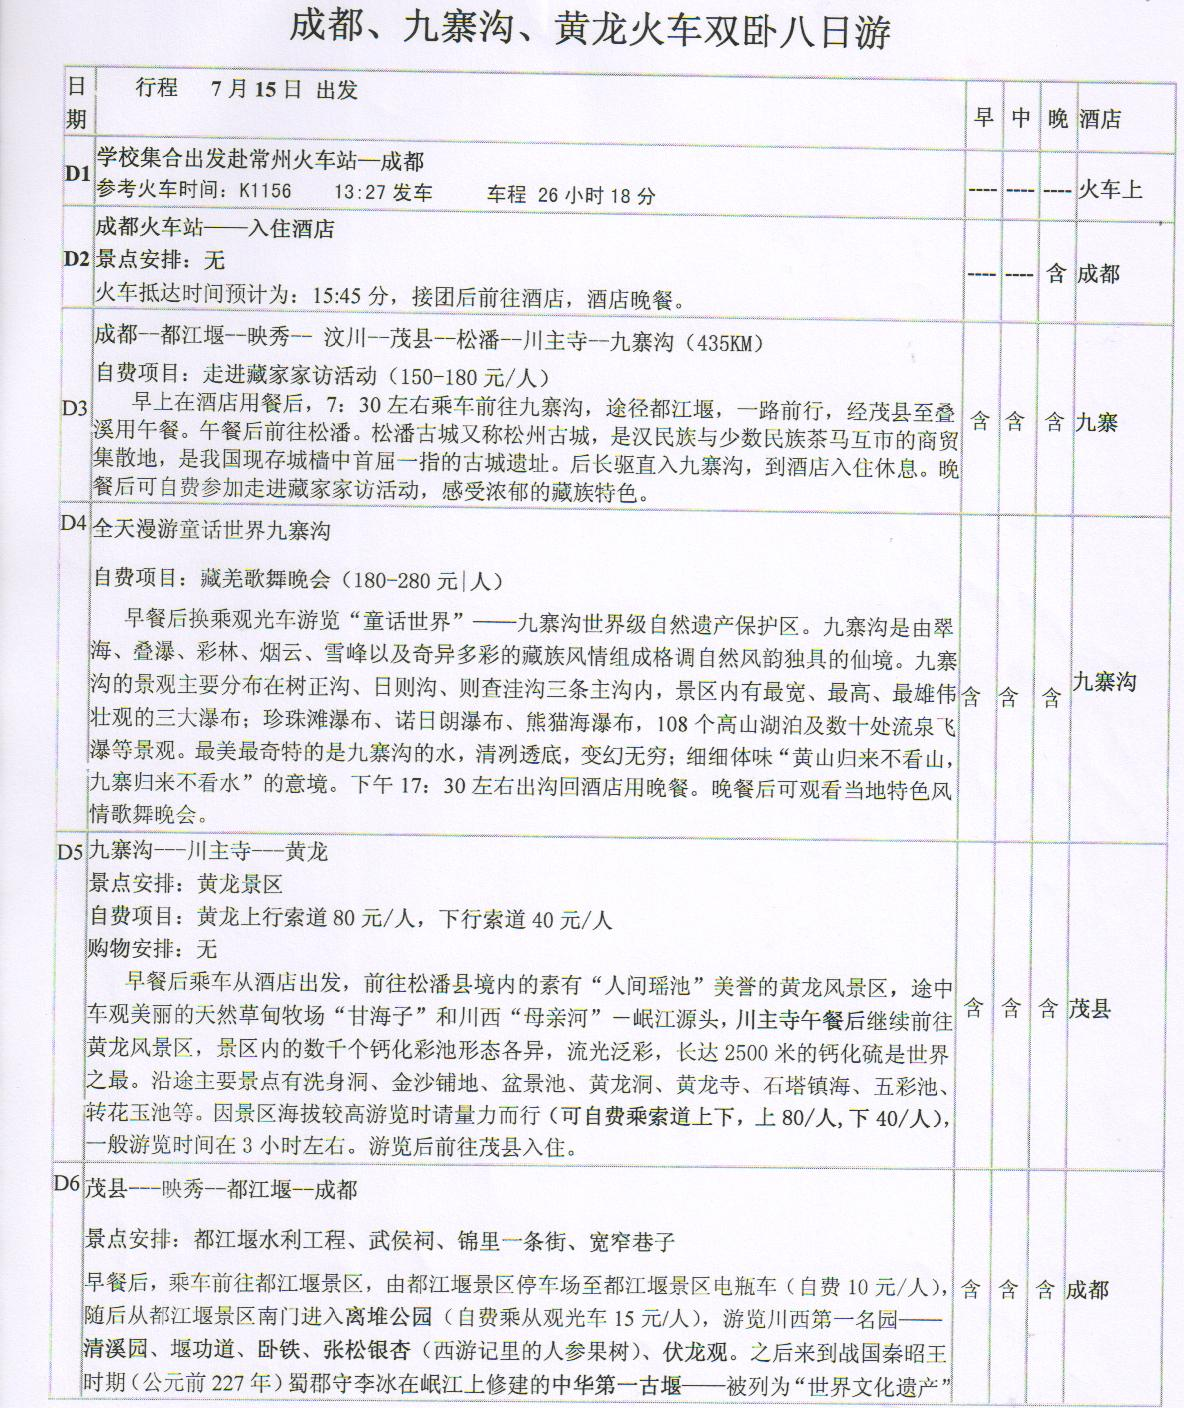 成都、九寨沟、黄龙火车双卧八日游
日期 行程 7月15日 出发 早 中 晚 酒店
学校集合出发赴常州火车站—成都
D1 参考火车时间：K1156 13:27发车 车程 26小时18分 ---- ---- ---- 火车上
成都火车站——入住酒店
D2 景点安排：无 ---- ---- 含 成都
火车抵达时间预计为：15:45分，接团后前往酒店，酒店晚餐。
成都--都江堰--映秀-- 汶川--茂县--松潘--川主寺--九寨沟（435KM）
自费项目：走进藏家家访活动（150-180元/人）
D3 早上在酒店用餐后，7：30左右乘车前往九寨沟，途径都江堰，一路前行，经茂县至叠 含 含 含 九寨
溪用午餐。午餐后前往松潘。松潘古城又称松州古城，是汉民族与少数民族茶马互市的商贸
集散地，是我国现存城樯中首屈一指的古城遗址。后长驱直入九寨沟，到酒店入住休息。晚
餐后可自费参加走进藏家家访活动，感受浓郁的藏族特色。
D4 全天漫游童话世界九寨沟
自费项目：藏羌歌舞晚会（180-280元|人）
早餐后换乘观光车游览“童话世界”——九寨沟世界级自然遗产保护区。九寨沟是由翠
海、叠瀑、彩林、烟云、雪峰以及奇异多彩的藏族风情组成格调自然风韵独具的仙境。九寨
沟的景观主要分布在树正沟、日则沟、则查洼沟三条主沟内，景区内有最宽、最高、最雄伟 含 含 含 九寨沟
壮观的三大瀑布；珍珠滩瀑布、诺日朗瀑布、熊猫海瀑布，108个高山湖泊及数十处流泉飞
瀑等景观。最美最奇特的是九寨沟的水，清冽透底，变幻无穷；细细体味“黄山归来不看山，
九寨归来不看水”的意境。下午17：30左右出沟回酒店用晚餐。晚餐后可观看当地特色风
情歌舞晚会。
D5 九寨沟---川主寺---黄龙
景点安排：黄龙景区
自费项目：黄龙上行索道80元/人，下行索道40元/人
购物安排：无
早餐后乘车从酒店出发，前往松潘县境内的素有“人间瑶池”美誉的黄龙风景区，途中
车观美丽的天然草甸牧场“甘海子”和川西“母亲河”－岷江源头，川主寺午餐后继续前往 含 含 含 茂县
黄龙风景区，景区内的数千个钙化彩池形态各异，流光泛彩，长达2500米的钙化硫是世界
之最。沿途主要景点有洗身洞、金沙铺地、盆景池、黄龙洞、黄龙寺、石塔镇海、五彩池、
转花玉池等。因景区海拔较高游览时请量力而行（可自费乘索道上下，上80/人,下40/人），
一般游览时间在3小时左右。游览后前往茂县入住。
D6 茂县---映秀--都江堰--成都
景点安排：都江堰水利工程、武侯祠、锦里一条街、宽窄巷子
早餐后，乘车前往都江堰景区，由都江堰景区停车场至都江堰景区电瓶车（自费10元/人）， 含 含 含 成都
随后从都江堰景区南门进入离堆公园（自费乘从观光车15元/人），游览川西第一名园——
清溪园、堰功道、卧铁、张松银杏（西游记里的人参果树）、伏龙观。之后来到战国秦昭王
时期（公元前227年）蜀郡守李冰在岷江上修建的中华第一古堰——被列为“世界文化遗产”